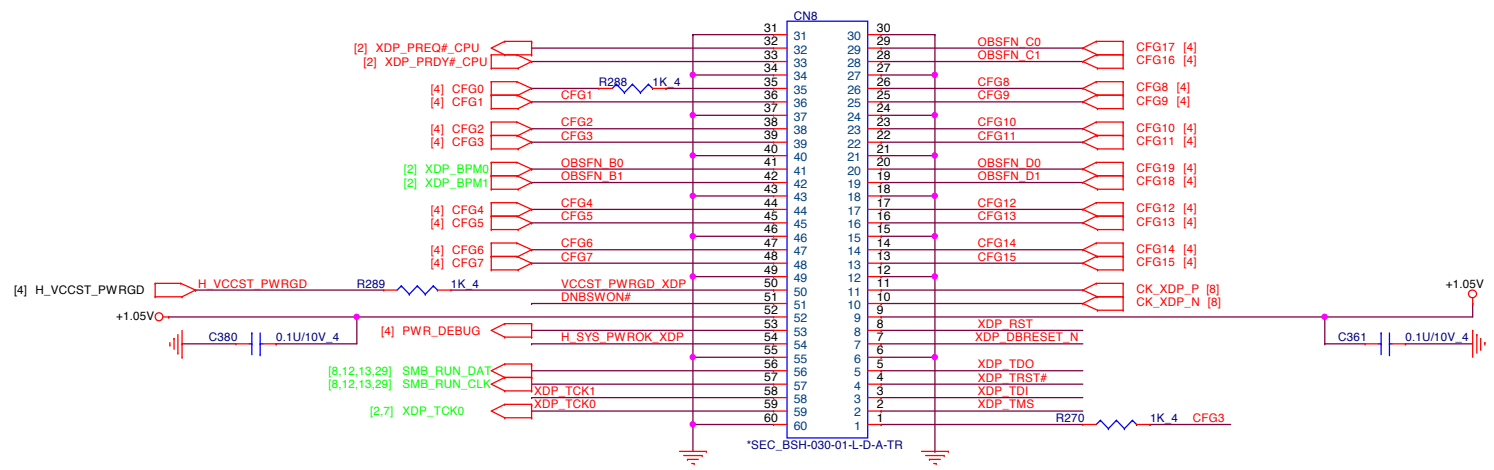 CN8
31 31 30 30
[2] XDP_PREQ#_CPU 32 32 29 29 OBSFN_C0 CFG17 [4]
[2] XDP_PRDY#_CPU 33 33 28 28 OBSFN_C1 CFG16 [4]
34 34 27 27
[4] CFG0 R288 1K_4 35 35 26 26 CFG8 CFG8 [4]
[4] CFG1 CFG1 36 36 25 25 CFG9 CFG9 [4]
37 37 24 24
[4] CFG2 CFG2 38 38 23 23 CFG10 CFG10 [4]
[4] CFG3 CFG3 39 39 22 22 CFG11 CFG11 [4]
40 40 21 21
[2] XDP_BPM0 OBSFN_B0 41 41 20 20 OBSFN_D0 CFG19 [4]
[2] XDP_BPM1 OBSFN_B1 42 42 19 19 OBSFN_D1 CFG18 [4]
43 43 18 18
[4] CFG4 CFG4 44 44 17 17 CFG12 CFG12 [4]
[4] CFG5 CFG5 45 45 16 16 CFG13 CFG13 [4]
46 46 15 15
[4] CFG6 CFG6 47 47 14 14 CFG14 CFG14 [4]
[4] CFG7 CFG7 48 48 13 13 CFG15 CFG15 [4]
49 49 12 12
[4] H_VCCST_PWRGD H_VCCST_PWRGD R289 1K_4 VCCST_PWRGD_XDP 50 50 11 11 CK_XDP_P [8]
DNBSWON# 51 51 10 10 CK_XDP_N [8]
+1.05V 52 52 9 9 +1.05V
[4] PWR_DEBUG 53 53 8 8 XDP_RST
C380 0.1U/10V_4 H_SYS_PWROK_XDP 54 54 7 7 XDP_DBRESET_N C361 0.1U/10V_4
55 55 6 6
[8,12,13,29] SMB_RUN_DAT 56 56 5 5 XDP_TDO
[8,12,13,29] SMB_RUN_CLK 57 57 4 4 XDP_TRST#
XDP_TCK1 58 58 3 3 XDP_TDI
[2,7] XDP_TCK0 XDP_TCK0 59 59 2 2 XDP_TMS
60 60 1 1 R270 1K_4 CFG3
*SEC_BSH-030-01-L-D-A-TR